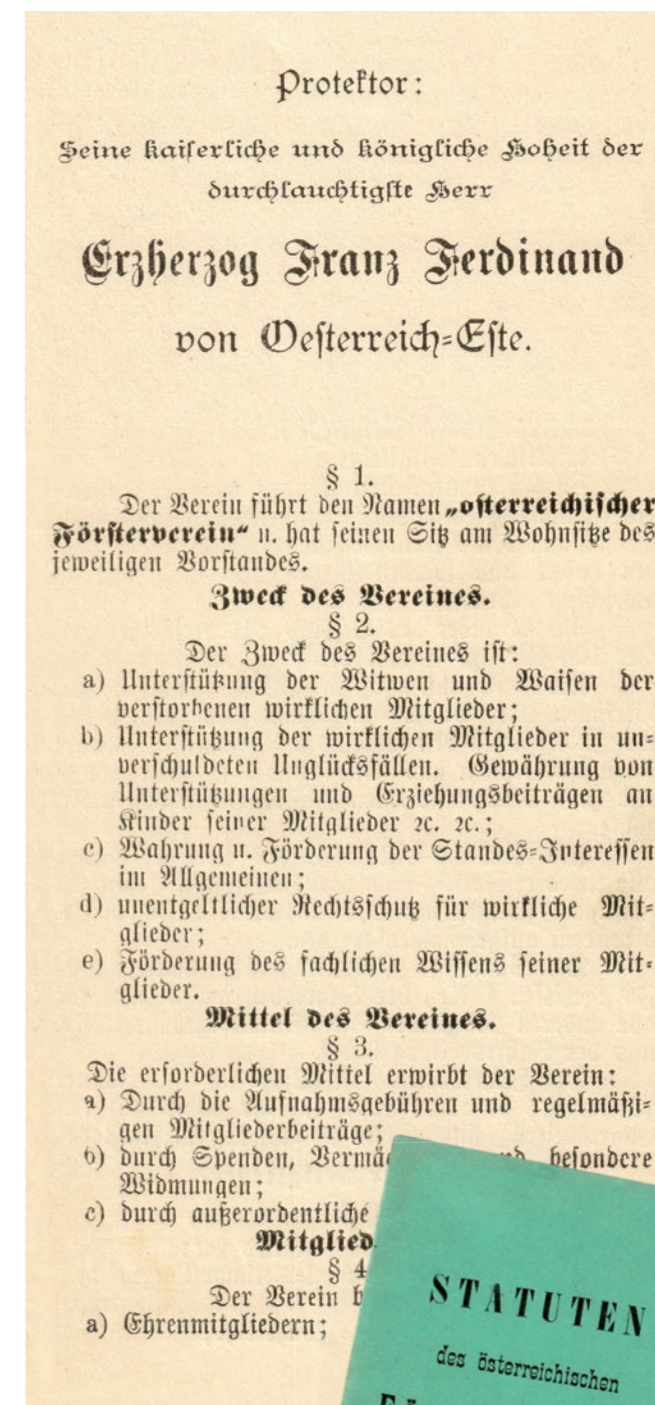 Protektor:
Seine kaiserliche und königliche Hoheit der
durchlauchtigste Herr
Erzherzog Franz Ferdinand
von Oesterreich-Este.
§ 1.
Der Verein führt den Namen „österreichischer
Försterverein“ u. hat seinen Sitz am Wohnsitze des
jeweiligen Vorstandes.
Zweck des Vereines.
§ 2.
Der Zweck des Vereines ist:
a) Unterstützung der Witwen und Waisen der
verstorbenen wirklichen Mitglieder;
b) Unterstützung der wirklichen Mitglieder in un-
verschuldeten Unglücksfällen. Gewährung von
Unterstützungen und Erziehungsbeiträgen an
Kinder seiner Mitglieder ꝛc. ꝛc.;
c) Wahrung u. Förderung der Standes-Interessen
im Allgemeinen;
d) unentgeltlicher Rechtsschutz für wirkliche Mit-
glieder;
e) Förderung des fachlichen Wissens seiner Mit-
glieder.
Mittel des Vereines.
§ 3.
Die erforderlichen Mittel erwirbt der Verein:
a) Durch die Aufnahmsgebühren und regelmäßi-
gen Mitgliederbeiträge;
b) durch Spenden, besondere
Widmungen;
c) durch außerordentliche
Mitglied
§ 4
Der Verein
a) Ehrenmitgliedern;
STATUTEN
des österreichischen